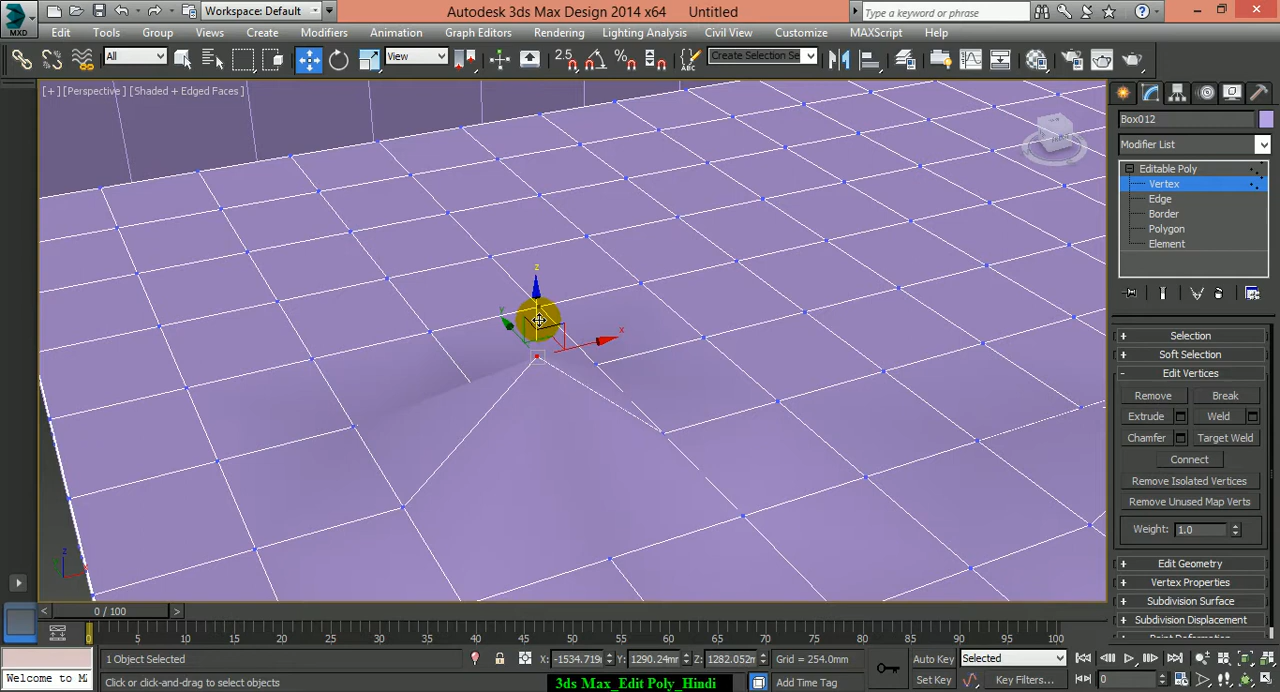 Workspace: Default
Autodesk 3ds Max Design 2014 x64 Untitled
Type a keyword or phrase
MXD
Edit Tools Group Views Create Modifiers Animation Graph Editors Rendering Lighting Analysis Civil View Customize MAXScript Help
All View 2.5 Create Selection Se
[+] [Perspective] [Shaded + Edged Faces]
Box012
Modifier List
Editable Poly
Vertex
Edge
Border
Polygon
Element
z
y
x
Selection
Soft Selection
Edit Vertices
Remove Break
Extrude Weld
Chamfer Target Weld
Connect
Remove Isolated Vertices
Remove Unused Map Verts
Weight: 1.0
Edit Geometry
Vertex Properties
Subdivision Surface
Subdivision Displacement
z
x
0 / 100
0 5 10 15 20 25 30 35 40 45 50 55 60 65 70 75 80 85 90 95 100
1 Object Selected X: -1534.719m Y: 1290.24mm Z: 1282.052m Grid = 254.0mm Auto Key Selected
Welcome to M Click or click-and-drag to select objects 3ds Max_Edit Poly_Hindi Add Time Tag Set Key Key Filters... 0